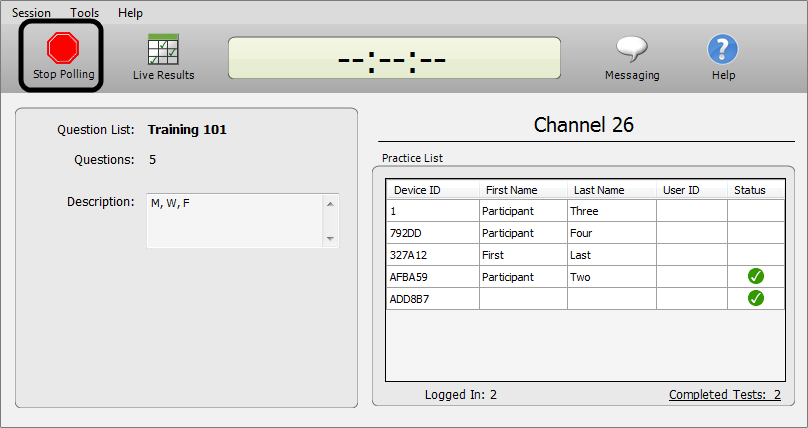 Session Tools Help
Stop Polling Live Results --:--:-- Messaging Help
Question List: Training 101
Questions: 5
Description: M, W, F
Channel 26
Practice List
Device ID First Name Last Name User ID Status
1 Participant Three
792DD Participant Four
327A12 First Last
AFBA59 Participant Two
ADD8B7
Logged In: 2 Completed Tests: 2